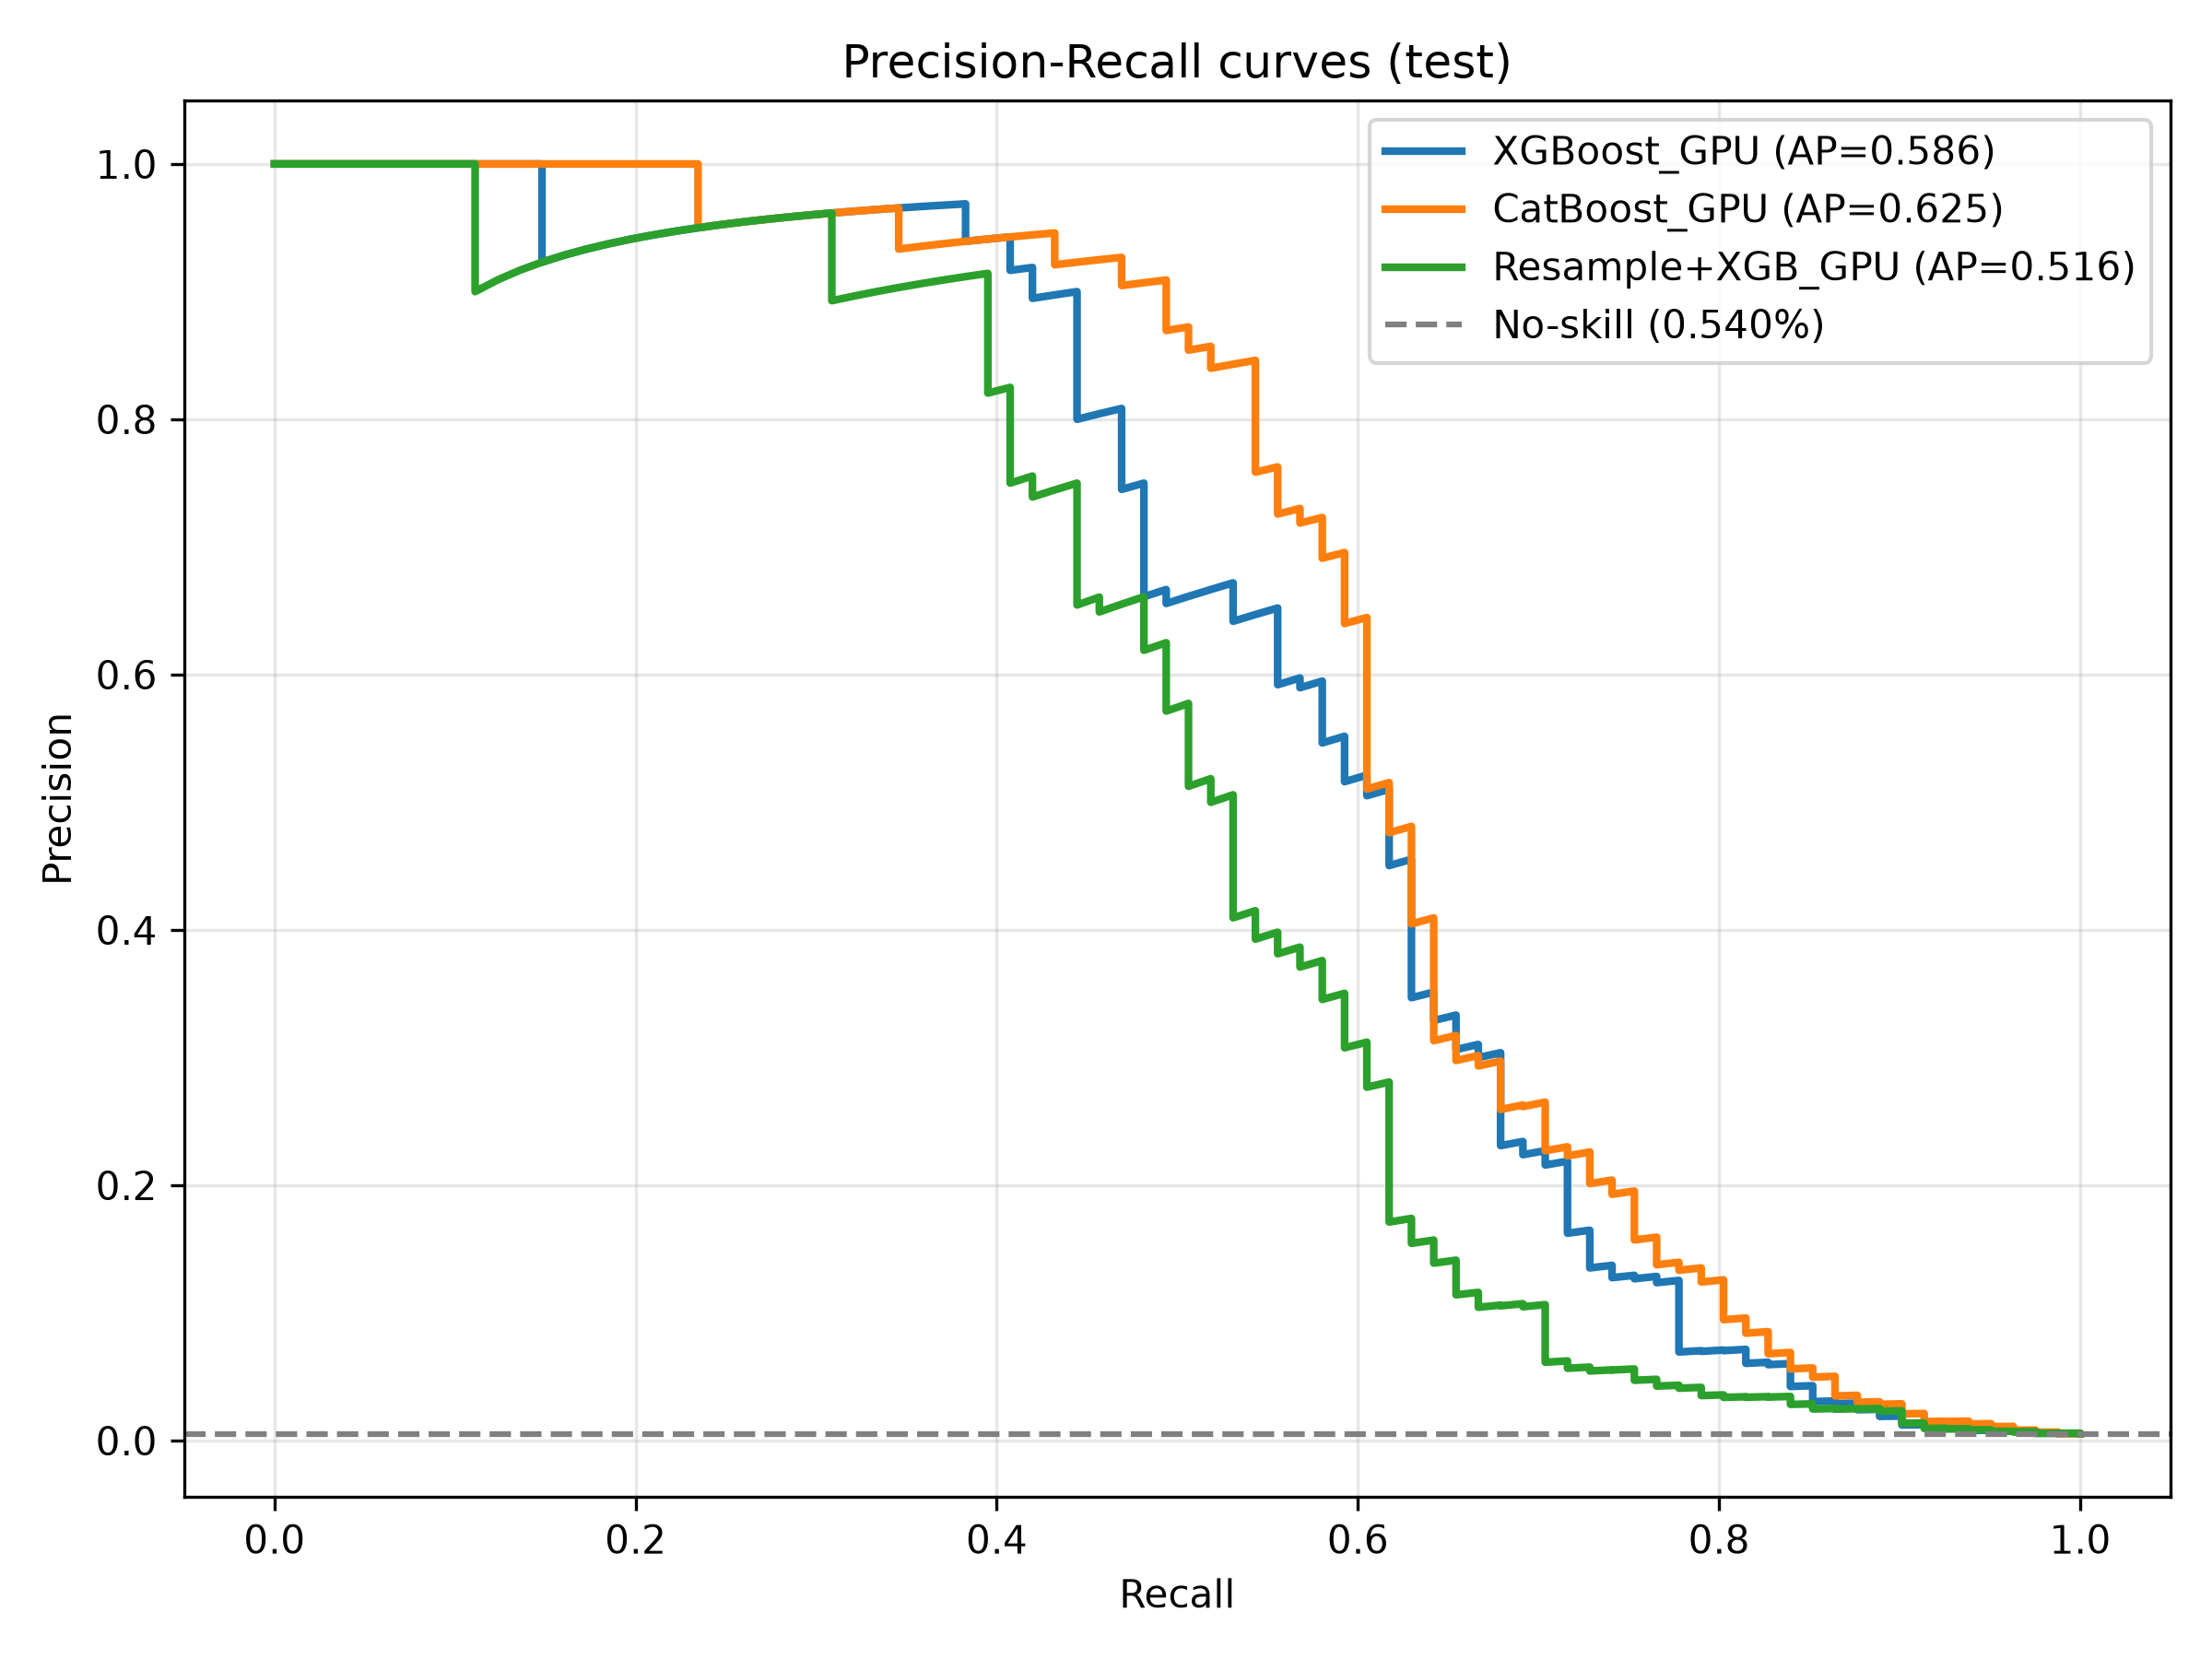 Precision-Recall curves (test)
XGBoost_GPU (AP=0.586)
CatBoost_GPU (AP=0.625)
Resample+XGB_GPU (AP=0.516)
No-skill (0.540%)
1.0
0.8
0.6
0.4
0.2
0.0
Precision
0.0 0.2 0.4 0.6 0.8 1.0
Recall